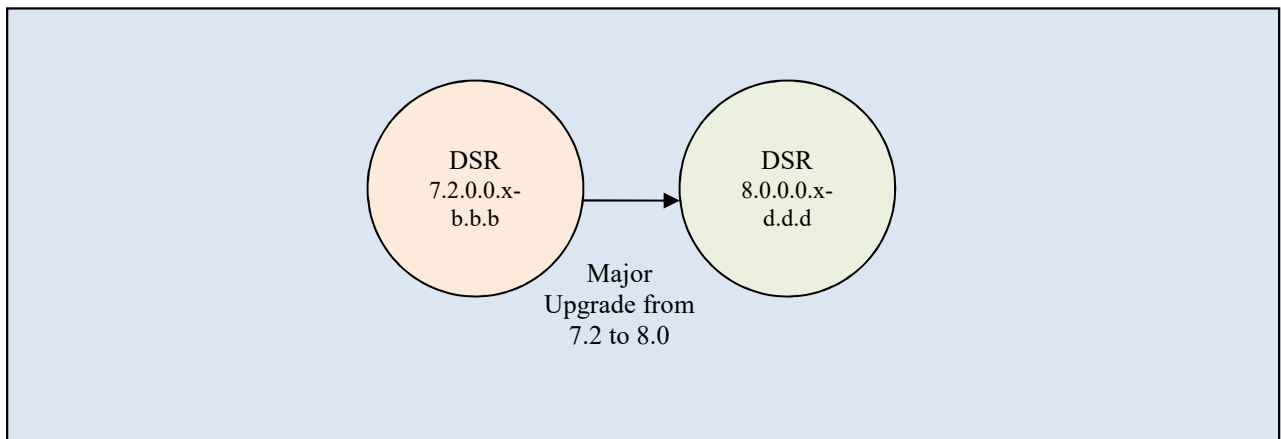 DSR
7.2.0.0.x-
b.b.b
DSR
8.0.0.0.x-
d.d.d
Major
Upgrade from
7.2 to 8.0